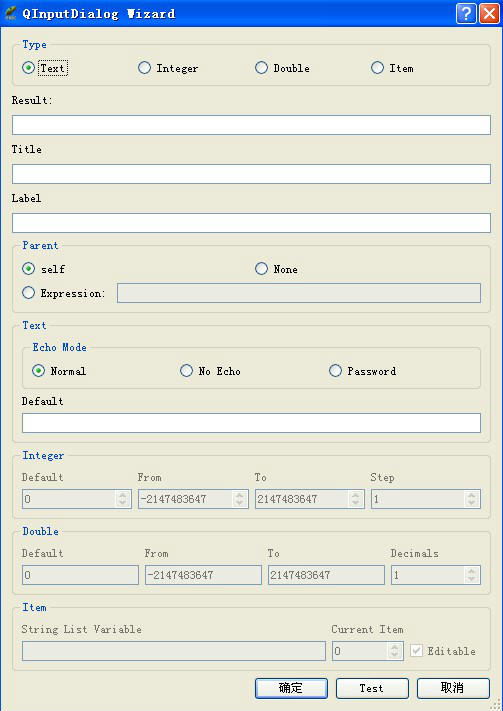 QInputDialog Wizard
Type
Text Integer Double Item
Result:
Title
Label
Parent
self None
Expression:
Text
Echo Mode
Normal No Echo Password
Default
Integer
Default From To Step
0 -2147483647 2147483647 1
Double
Default From To Decimals
0 -2147483647 2147483647 1
Item
String List Variable Current Item
0 Editable
确定 Test 取消